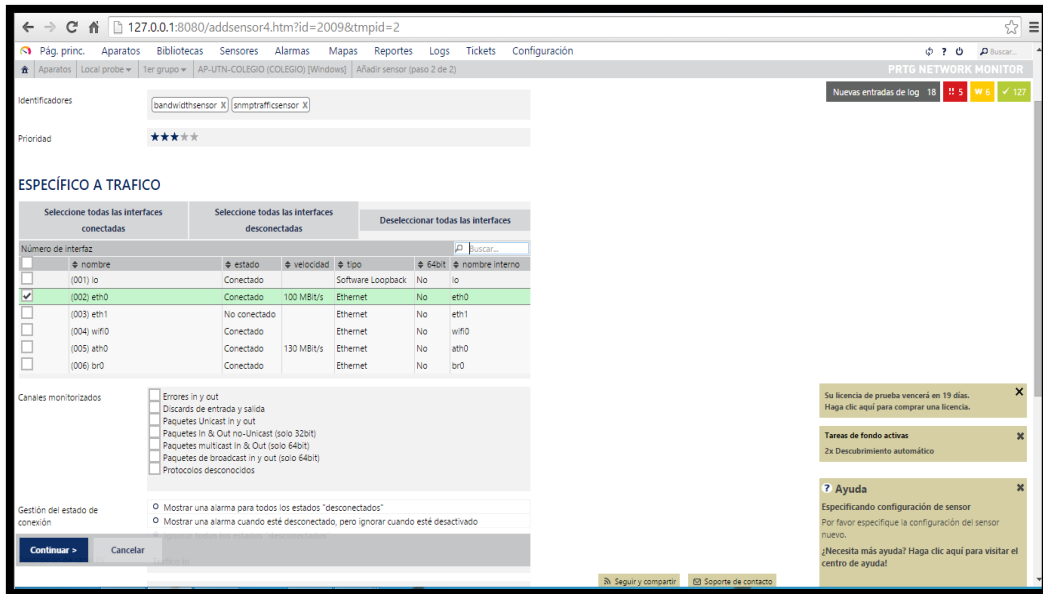 127.0.0.1:8080/addsensor4.htm?id=2009&tmpid=2
Pág. princ. Aparatos Bibliotecas Sensores Alarmas Mapas Reportes Logs Tickets Configuración ? Buscar...
Aparatos Local probe 1er grupo AP-UTN-COLEGIO (COLEGIO) [Windows] Añadir sensor (paso 2 de 2) PRTG NETWORK MONITOR
Nuevas entradas de log 18 !! 5 W 6 ✓ 127
Identificadores bandwidthsensor X snmptrafficsensor X
Prioridad ★★★★★
ESPECÍFICO A TRAFICO
Seleccione todas las interfaces conectadas
Seleccione todas las interfaces desconectadas
Deseleccionar todas las interfaces
Número de interfaz Buscar...
nombre estado velocidad tipo 64bit nombre interno
(001) lo Conectado Software Loopback No lo
(002) eth0 Conectado 100 MBit/s Ethernet No eth0
(003) eth1 No conectado Ethernet No eth1
(004) wifi0 Conectado Ethernet No wifi0
(005) ath0 Conectado 130 MBit/s Ethernet No ath0
(006) br0 Conectado Ethernet No br0
Canales monitorizados
Errores in y out
Discards de entrada y salida
Paquetes Unicast in y out
Paquetes In & Out no-Unicast (solo 32bit)
Paquetes multicast In & Out (solo 64bit)
Paquetes de broadcast in y out (solo 64bit)
Protocolos desconocidos
Gestión del estado de conexión
Mostrar una alarma para todos los estados "desconectados"
Mostrar una alarma cuando esté desconectado, pero ignorar cuando esté desactivado
Continuar > Cancelar
Su licencia de prueba vencerá en 19 días.
Haga clic aquí para comprar una licencia.
Tareas de fondo activas
2x Descubrimiento automático
? Ayuda
Especificando configuración de sensor
Por favor especifique la configuración del sensor
nuevo.
¿Necesita más ayuda? Haga clic aquí para visitar el
centro de ayuda!
Seguir y compartir Soporte de contacto